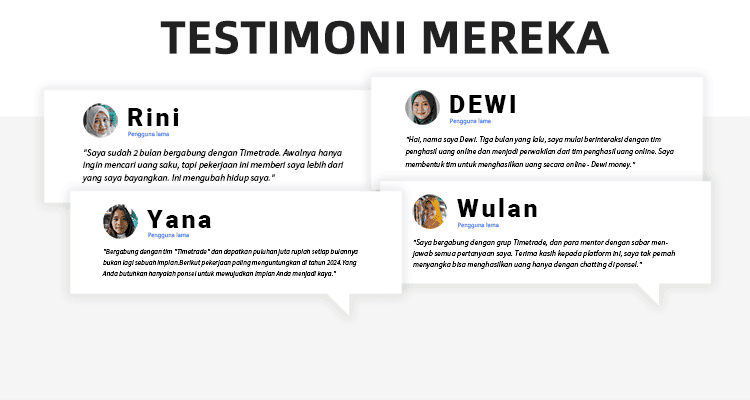 TESTIMONI MEREKA
Rini
Pengguna lama
"Saya sudah 2 bulan bergabung dengan Timetrade. Awalnya hanya
ingin mencari uang saku, tapi pekerjaan ini memberi saya lebih dari
yang saya bayangkan. Ini mengubah hidup saya."
DEWI
Pengguna lama
"Hai, nama saya Dewi. Tiga bulan yang lalu, saya mulai berinteraksi dengan tim
penghasil uang online dan menjadi perwakilan dari tim penghasil uang online. Saya
membentuk tim untuk menghasilkan uang secara online - Dewi money."
Yana
Pengguna lama
"Bergabung dengan tim "Timetrade" dan dapatkan puluhan juta rupiah setiap bulannya
bukan lagi sebuah impian.Berikut pekerjaan paling menguntungkan di tahun 2024.Yang
Anda butuhkan hanyalah ponsel untuk mewujudkan impian Anda menjadi kaya."
Wulan
Pengguna lama
"Saya bergabung dengan grup Timetrade, dan para mentor dengan sabar men-
jawab semua pertanyaan saya. Terima kasih kepada platform ini, saya tak pernah
menyangka bisa menghasilkan uang hanya dengan chatting di ponsel."